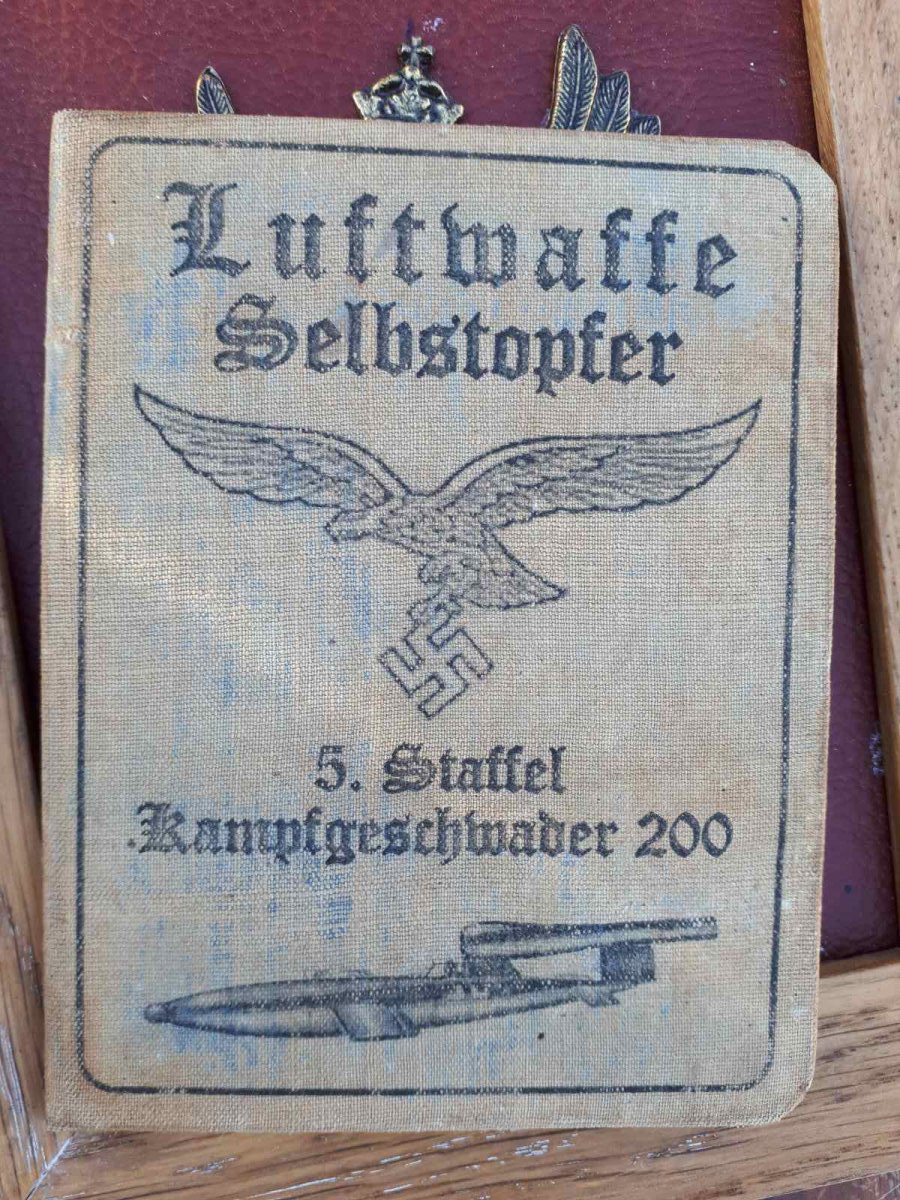 Luftwaffe
Selbstopfer
5. Staffel
Kampfgeschwader 200